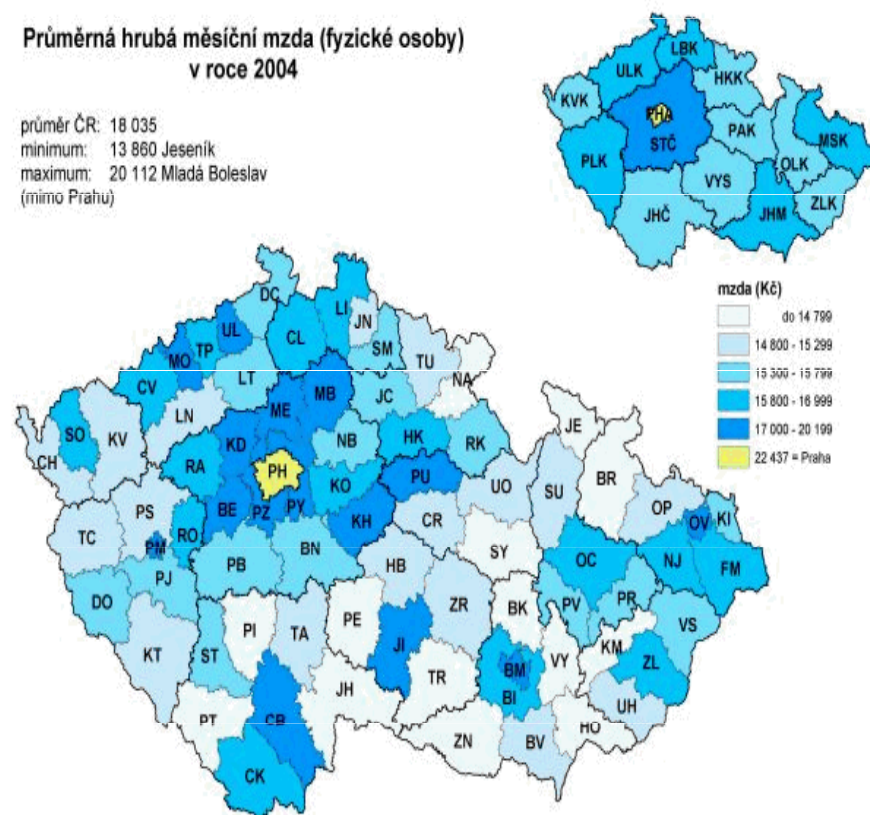 Průměrná hrubá měsíční mzda (fyzické osoby)
v roce 2004
průměr ČR: 18 035
minimum: 13 860 Jeseník
maximum: 20 112 Mladá Boleslav
(mimo Prahu)
LBK
ULK
HKK
KVK
PHA
STČ
PAK
MSK
PLK
OLK
VYS
ZLK
JHČ
JHM
mzda (Kč)
do 14 799
14 800 - 15 299
15 300 - 15 799
15 800 - 16 999
17 000 - 20 199
22 437 = Praha
DC
LI
JN
UL
TP
CL
SM
TU
MO
CV
LT
MB
NA
ME
JC
LN
SO
KV
KD
NB
HK
RK
JE
CH
RA
PH
PU
BR
KO
UO
SU
OP
PS
BE
PZ
PY
KH
CR
OV
KI
TC
RO
PM
BN
SY
OC
NJ
FM
PB
HB
PJ
DO
ZR
BK
PV
PR
VS
PI
TA
PE
KM
ST
JI
VY
KT
BM
ZL
TR
BI
JH
UH
PT
CB
HO
ZN
BV
CK